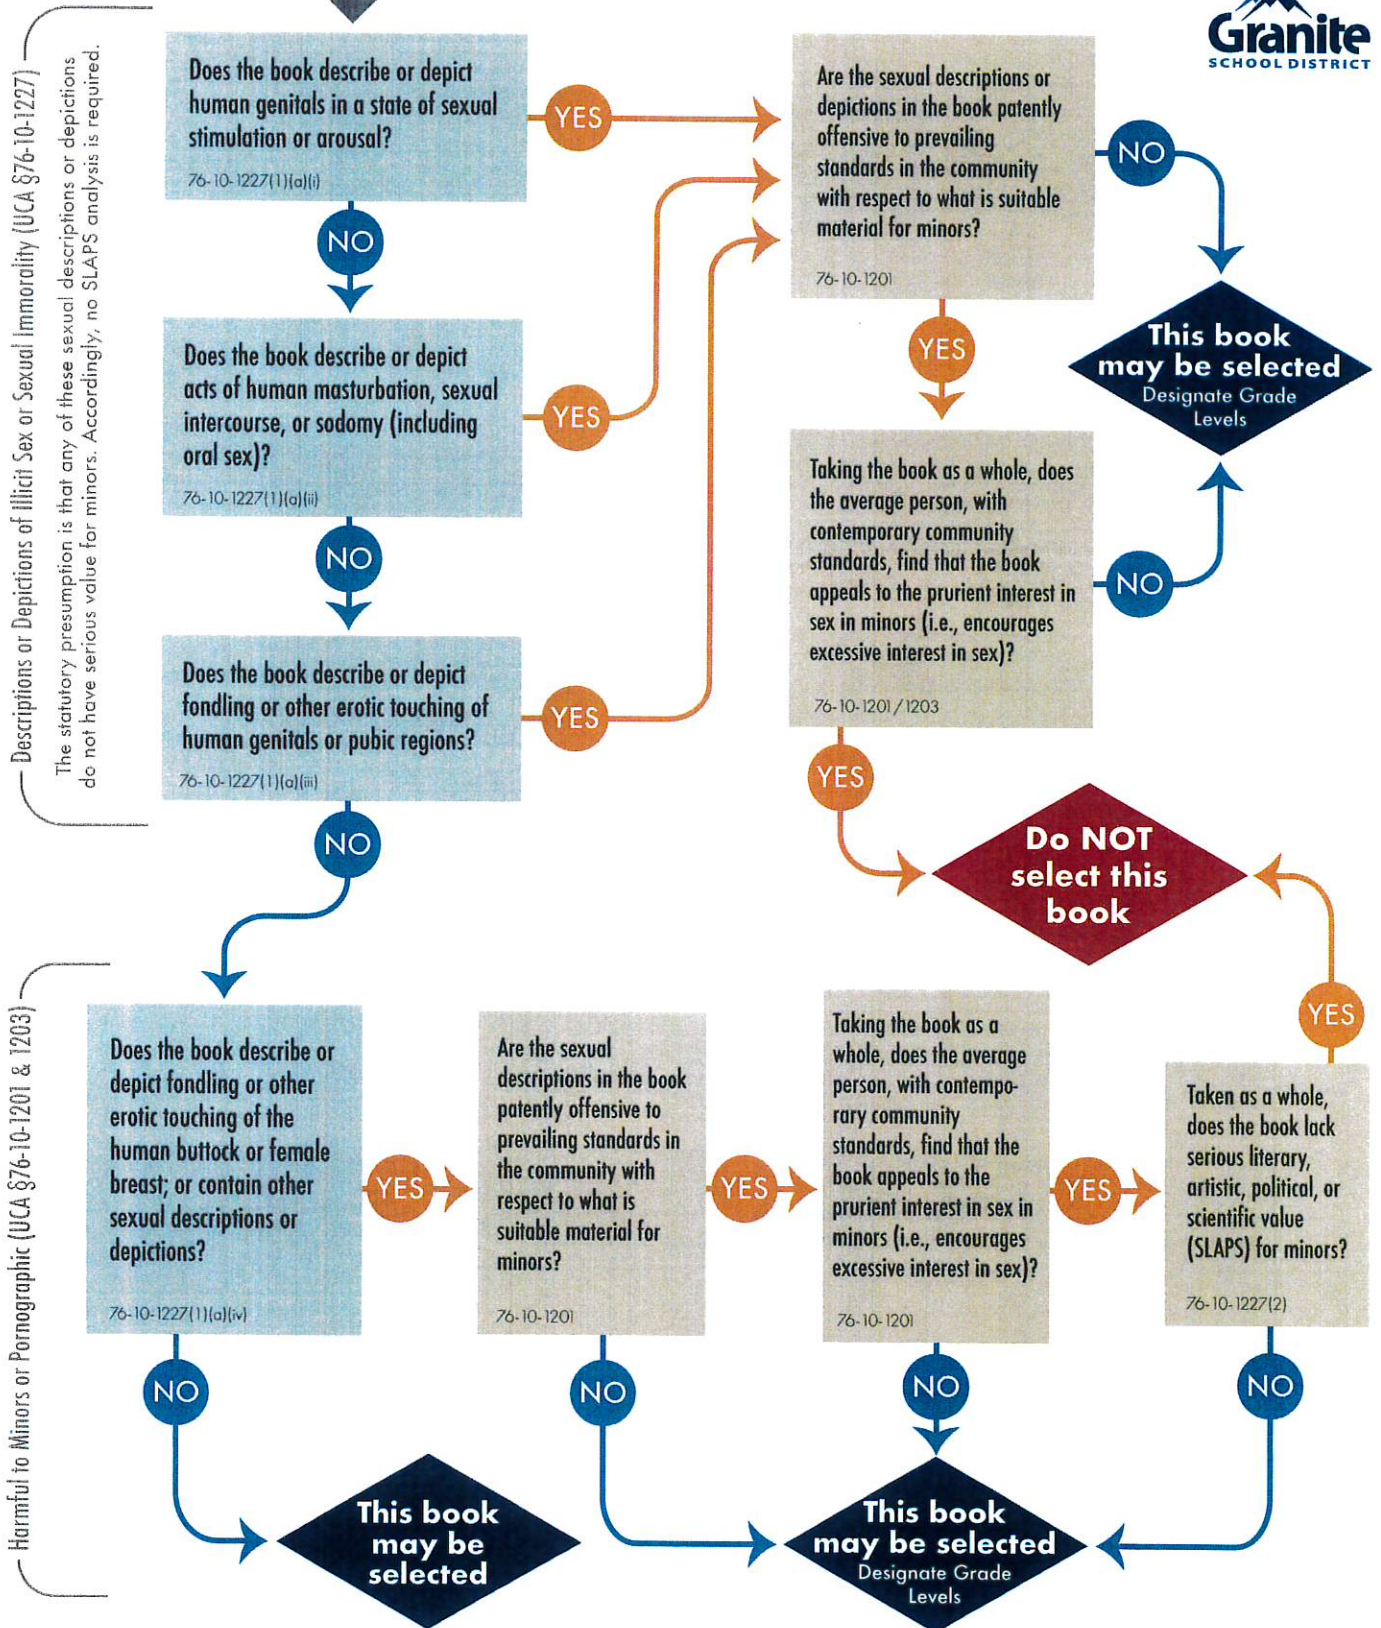 Granite
SCHOOL DISTRICT
Descriptions or Depictions of Illicit Sex or Sexual Immorality (UCA §76-10-1227)
The statutory presumption is that any of these sexual descriptions or depictions
do not have serious value for minors. Accordingly, no SLAPS analysis is required.
Does the book describe or depict
human genitals in a state of sexual
stimulation or arousal?
76-10-1227(1)(a)(i)
YES
NO
Are the sexual descriptions or
depictions in the book patently
offensive to prevailing
standards in the community
with respect to what is suitable
material for minors?
76-10-1201
NO
YES
This book
may be selected
Designate Grade
Levels
Does the book describe or depict
acts of human masturbation, sexual
intercourse, or sodomy (including
oral sex)?
76-10-1227(1)(a)(ii)
YES
NO
Taking the book as a whole, does
the average person, with
contemporary community
standards, find that the book
appeals to the prurient interest in
sex in minors (i.e., encourages
excessive interest in sex)?
76-10-1201/1203
NO
YES
Does the book describe or depict
fondling or other erotic touching of
human genitals or pubic regions?
76-10-1227(1)(a)(iii)
YES
NO
Do NOT
select this
book
Harmful to Minors or Pornographic (UCA §76-10-1201 & 1203)
Does the book describe or
depict fondling or other
erotic touching of the
human buttock or female
breast; or contain other
sexual descriptions or
depictions?
76-10-1227(1)(a)(iv)
YES
NO
Are the sexual
descriptions in the book
patently offensive to
prevailing standards in
the community with
respect to what is
suitable material for
minors?
76-10-1201
YES
NO
Taking the book as a
whole, does the average
person, with contempo-
rary community
standards, find that the
book appeals to the
prurient interest in sex in
minors (i.e., encourages
excessive interest in sex)?
76-10-1201
YES
NO
Taken as a whole,
does the book lack
serious literary,
artistic, political, or
scientific value
(SLAPS) for minors?
76-10-1227(2)
YES
NO
This book
may be
selected
This book
may be selected
Designate Grade
Levels